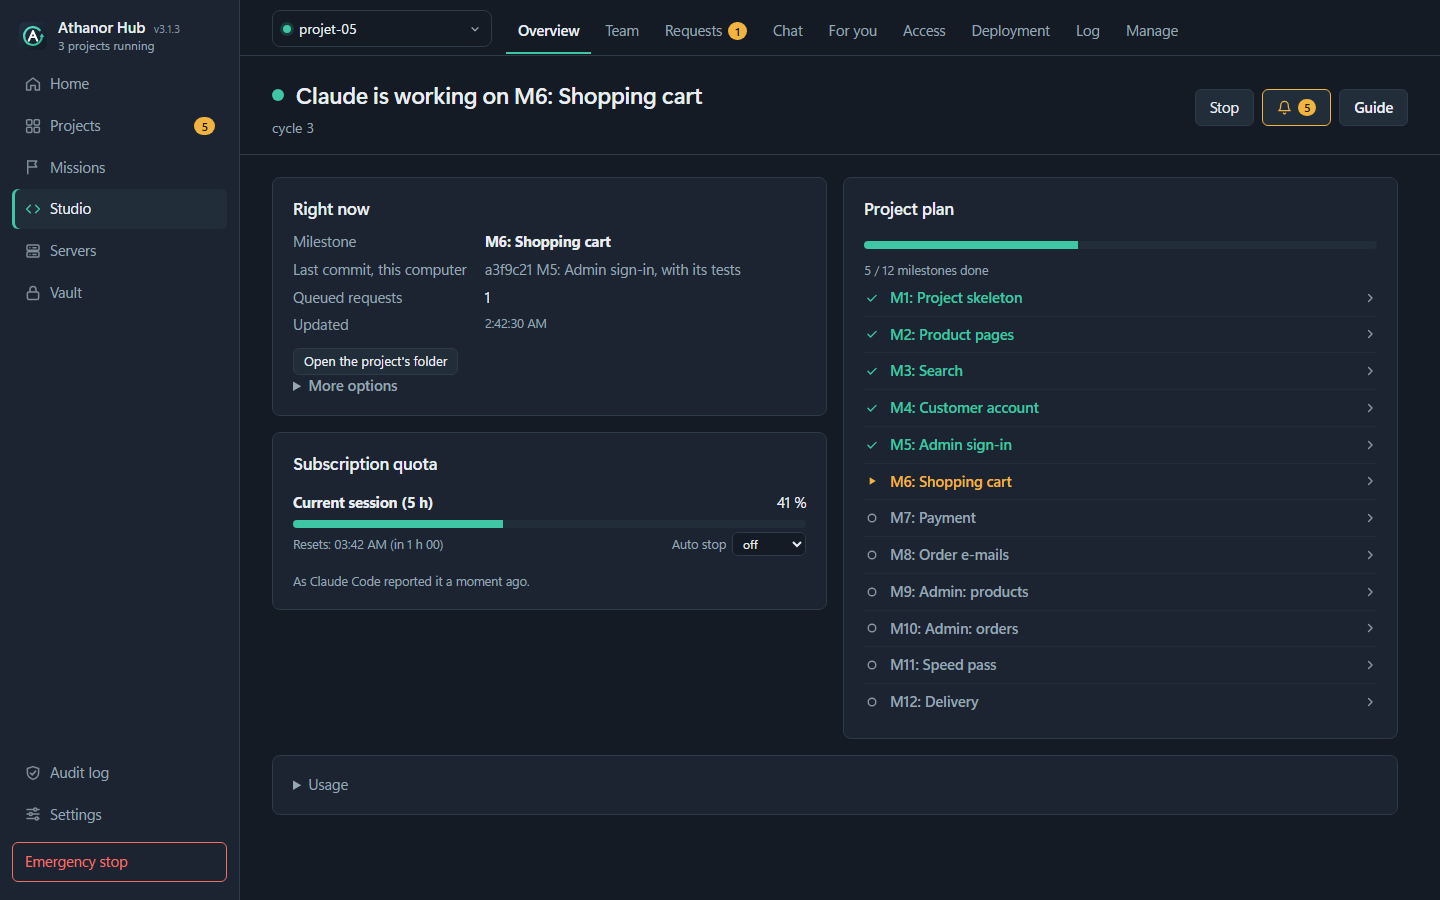 Athanor Hub v3.1.3
3 projects running
Home
Projects 5
Missions
Studio
Servers
Vault
Audit log
Settings
Emergency stop
projet-05
Overview Team Requests 1 Chat For you Access Deployment Log Manage
Claude is working on M6: Shopping cart
cycle 3
Stop 5 Guide
Right now
Milestone M6: Shopping cart
Last commit, this computer a3f9c21 M5: Admin sign-in, with its tests
Queued requests 1
Updated 2:42:30 AM
Open the project's folder
More options
Subscription quota
Current session (5 h) 41 %
Resets: 03:42 AM (in 1 h 00) Auto stop off
As Claude Code reported it a moment ago.
Project plan
5 / 12 milestones done
M1: Project skeleton
M2: Product pages
M3: Search
M4: Customer account
M5: Admin sign-in
M6: Shopping cart
M7: Payment
M8: Order e-mails
M9: Admin: products
M10: Admin: orders
M11: Speed pass
M12: Delivery
Usage